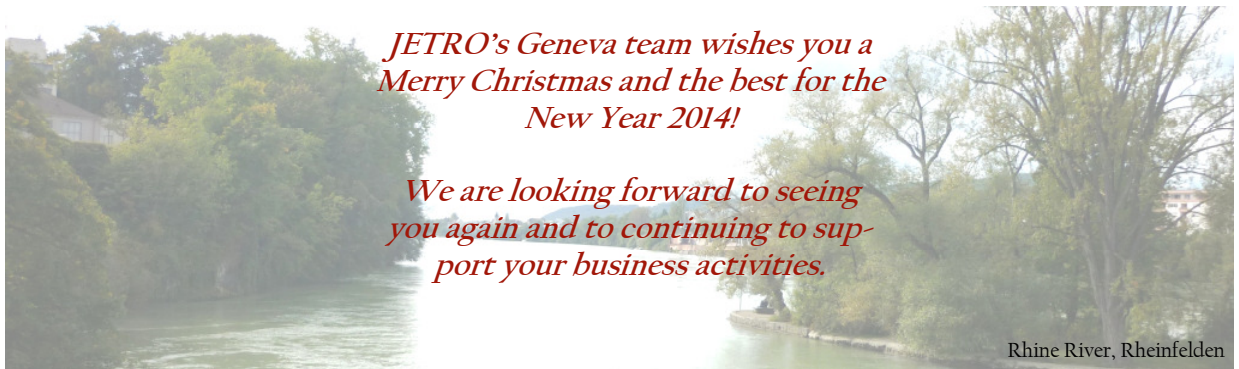 JETRO's Geneva team wishes you a
Merry Christmas and the best for the
New Year 2014!
We are looking forward to seeing
you again and to continuing to sup-
port your business activities.
Rhine River, Rheinfelden